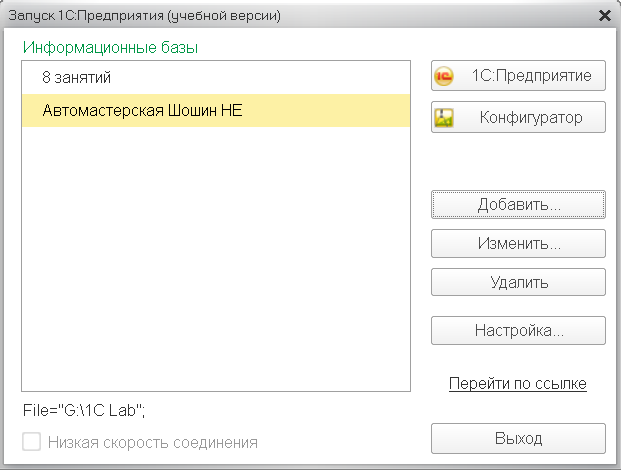 Запуск 1С:Предприятия (учебной версии)
Информационные базы
8 занятий
Автомастерская Шошин НЕ
1С:Предприятие
Конфигуратор
Добавить...
Изменить...
Удалить
Настройка...
Перейти по ссылке
File="G:\1C Lab";
Низкая скорость соединения
Выход